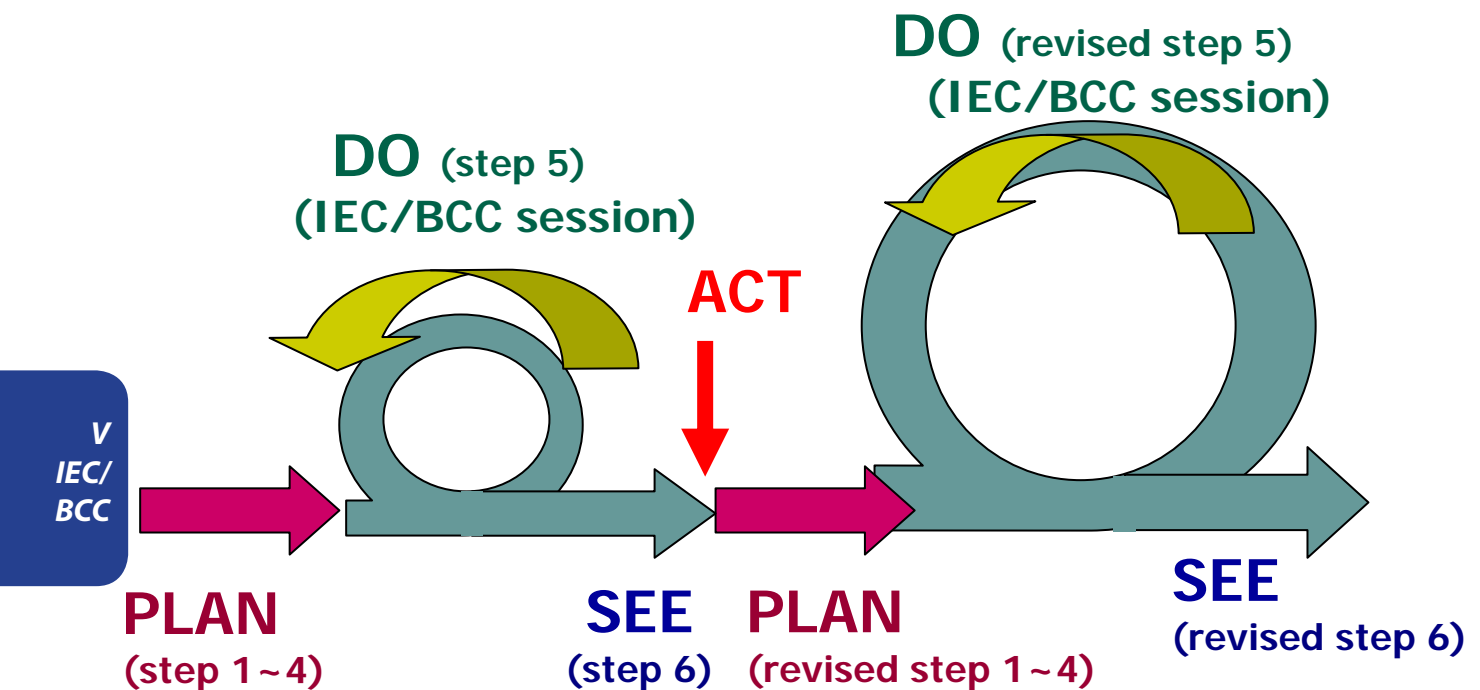 DO (revised step 5)
(IEC/BCC session)
DO (step 5)
(IEC/BCC session)
ACT
V
IEC/
BCC
PLAN
(step 1~4)
SEE
(step 6)
PLAN
(revised step 1~4)
SEE
(revised step 6)